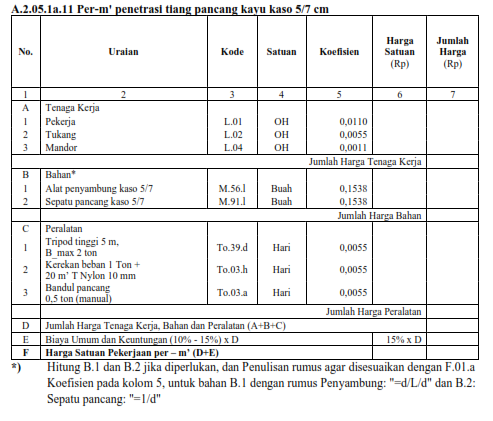 A.2.05.1a.11 Per-m' penetrasi tiang pancang kayu kaso 5/7 cm
No. Uraian Kode Satuan Koefisien Harga Satuan (Rp) Jumlah Harga (Rp)
1 2 3 4 5 6 7
A Tenaga Kerja
1 Pekerja L.01 OH 0,0110
2 Tukang L.02 OH 0,0055
3 Mandor L.04 OH 0,0011
Jumlah Harga Tenaga Kerja
B Bahan*
1 Alat penyambung kaso 5/7 M.56.l Buah 0,1538
2 Sepatu pancang kaso 5/7 M.91.l Buah 0,1538
Jumlah Harga Bahan
C Peralatan
1 Tripod tinggi 5 m, B_max 2 ton To.39.d Hari 0,0055
2 Kerekan beban 1 Ton + 20 m' T Nylon 10 mm To.03.h Hari 0,0055
3 Bandul pancang 0,5 ton (manual) To.03.a Hari 0,0055
Jumlah Harga Peralatan
D Jumlah Harga Tenaga Kerja, Bahan dan Peralatan (A+B+C)
E Biaya Umum dan Keuntungan (10% - 15%) x D 15% x D
F Harga Satuan Pekerjaan per – m' (D+E)
*) Hitung B.1 dan B.2 jika diperlukan, dan Penulisan rumus agar disesuaikan dengan F.01.a
Koefisien pada kolom 5, untuk bahan B.1 dengan rumus Penyambung: "=d/L/d" dan B.2:
Sepatu pancang: "=1/d"